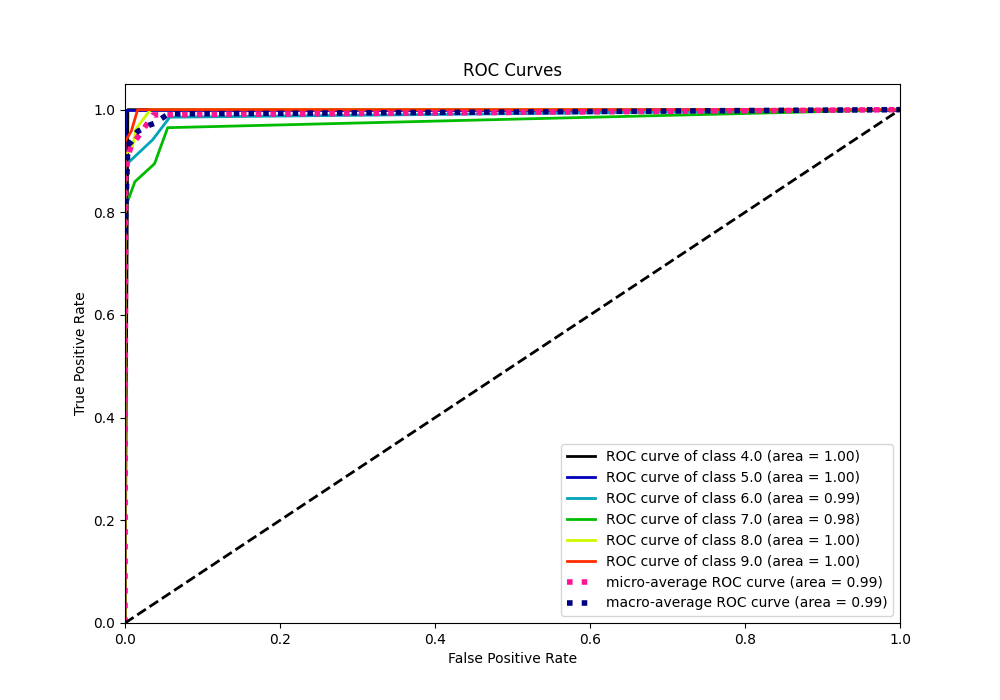 ROC Curves
True Positive Rate
1.0
0.8
0.6
0.4
0.2
0.0
0.0 0.2 0.4 0.6 0.8 1.0
False Positive Rate
ROC curve of class 4.0 (area = 1.00)
ROC curve of class 5.0 (area = 1.00)
ROC curve of class 6.0 (area = 0.99)
ROC curve of class 7.0 (area = 0.98)
ROC curve of class 8.0 (area = 1.00)
ROC curve of class 9.0 (area = 1.00)
micro-average ROC curve (area = 0.99)
macro-average ROC curve (area = 0.99)